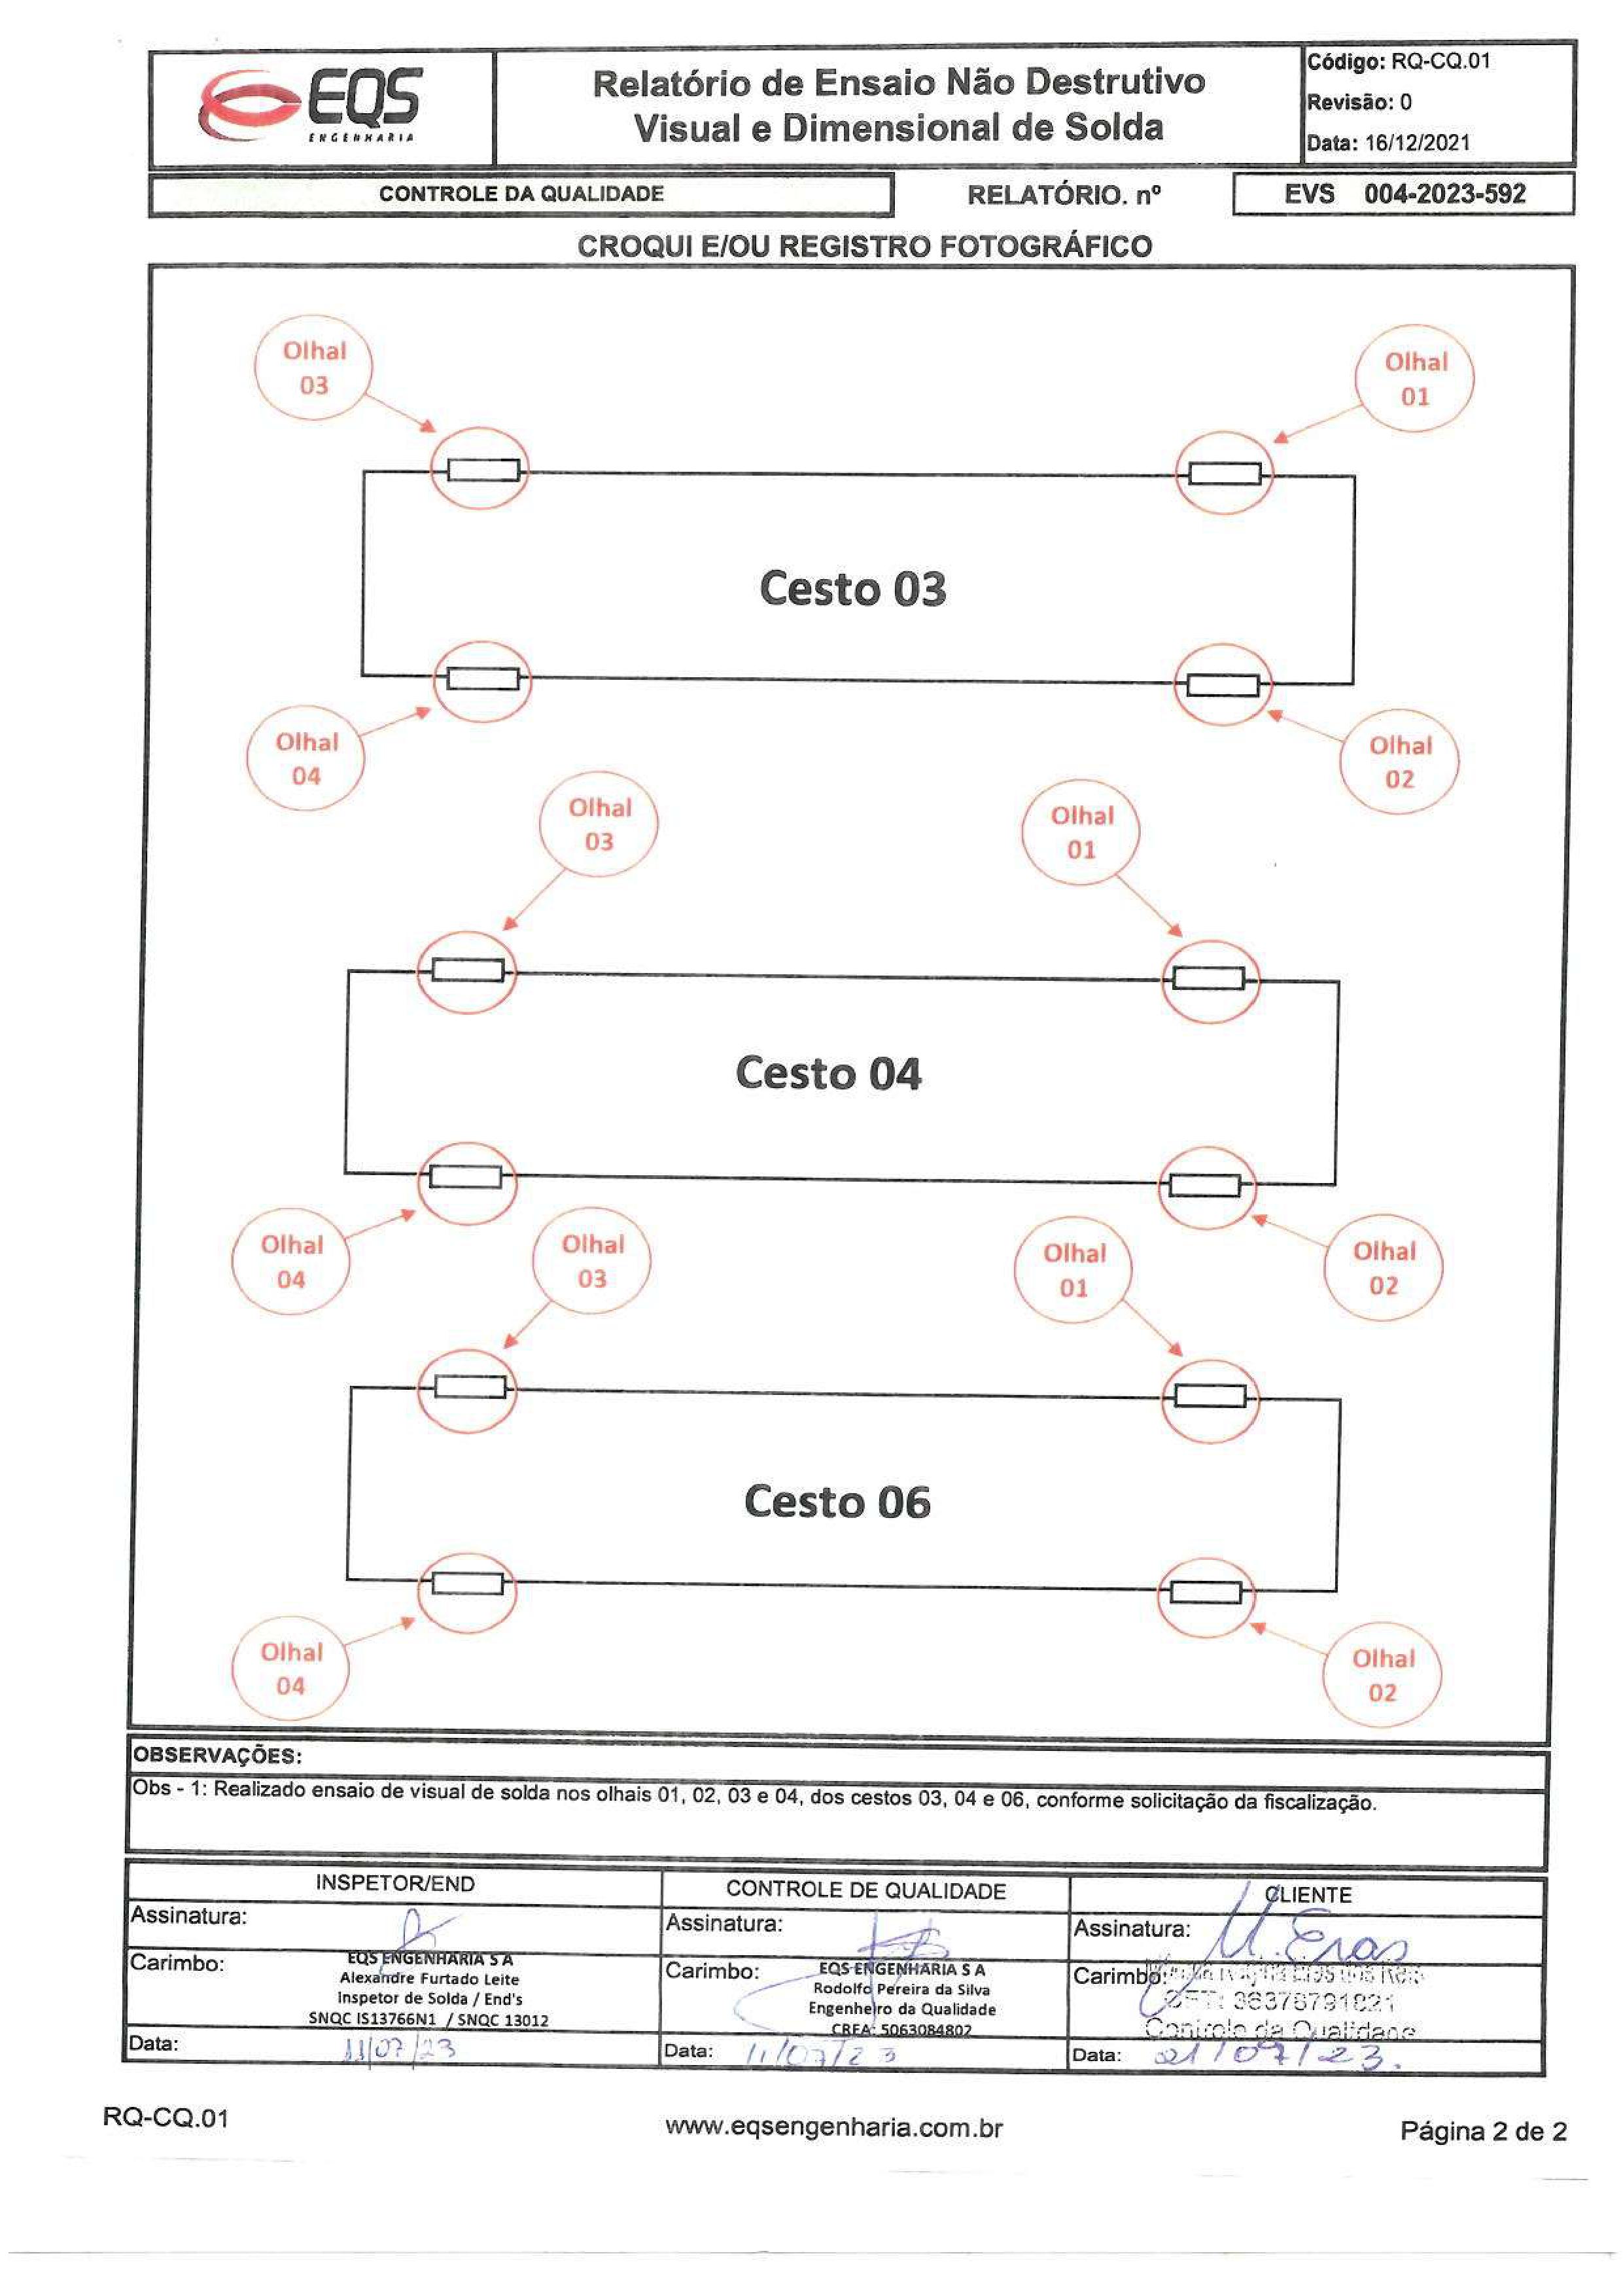 EQS
ENGENHARIA
Relatório de Ensaio Não Destrutivo
Visual e Dimensional de Solda
Código: RQ-CQ.01
Revisão: 0
Data: 16/12/2021
CONTROLE DA QUALIDADE
RELATÓRIO. nº
EVS 004-2023-592
CROQUI E/OU REGISTRO FOTOGRÁFICO
Olhal
03
Olhal
01
Cesto 03
Olhal
04
Olhal
02
Olhal
03
Olhal
01
Cesto 04
Olhal
04
Olhal
02
Olhal
03
Olhal
01
Cesto 06
Olhal
04
Olhal
02
OBSERVAÇÕES:
Obs - 1: Realizado ensaio de visual de solda nos olhais 01, 02, 03 e 04, dos cestos 03, 04 e 06, conforme solicitação da fiscalização.
INSPETOR/END
Assinatura:
Carimbo:
EQS ENGENHARIA S A
Alexandre Furtado Leite
Inspetor de Solda / End's
SNQC IS13766N1 / SNQC 13012
Data: 11/07/23
CONTROLE DE QUALIDADE
Assinatura:
Carimbo:
EQS ENGENHARIA S A
Rodolfo Pereira da Silva
Engenheiro da Qualidade
CREA: 5063084802
Data: 11/07/23
CLIENTE
Assinatura: M. Eras
Carimbo:
36378791821
Controle da Qualidade
Data: 21/07/23.
RQ-CQ.01
www.eqsengenharia.com.br
Página 2 de 2